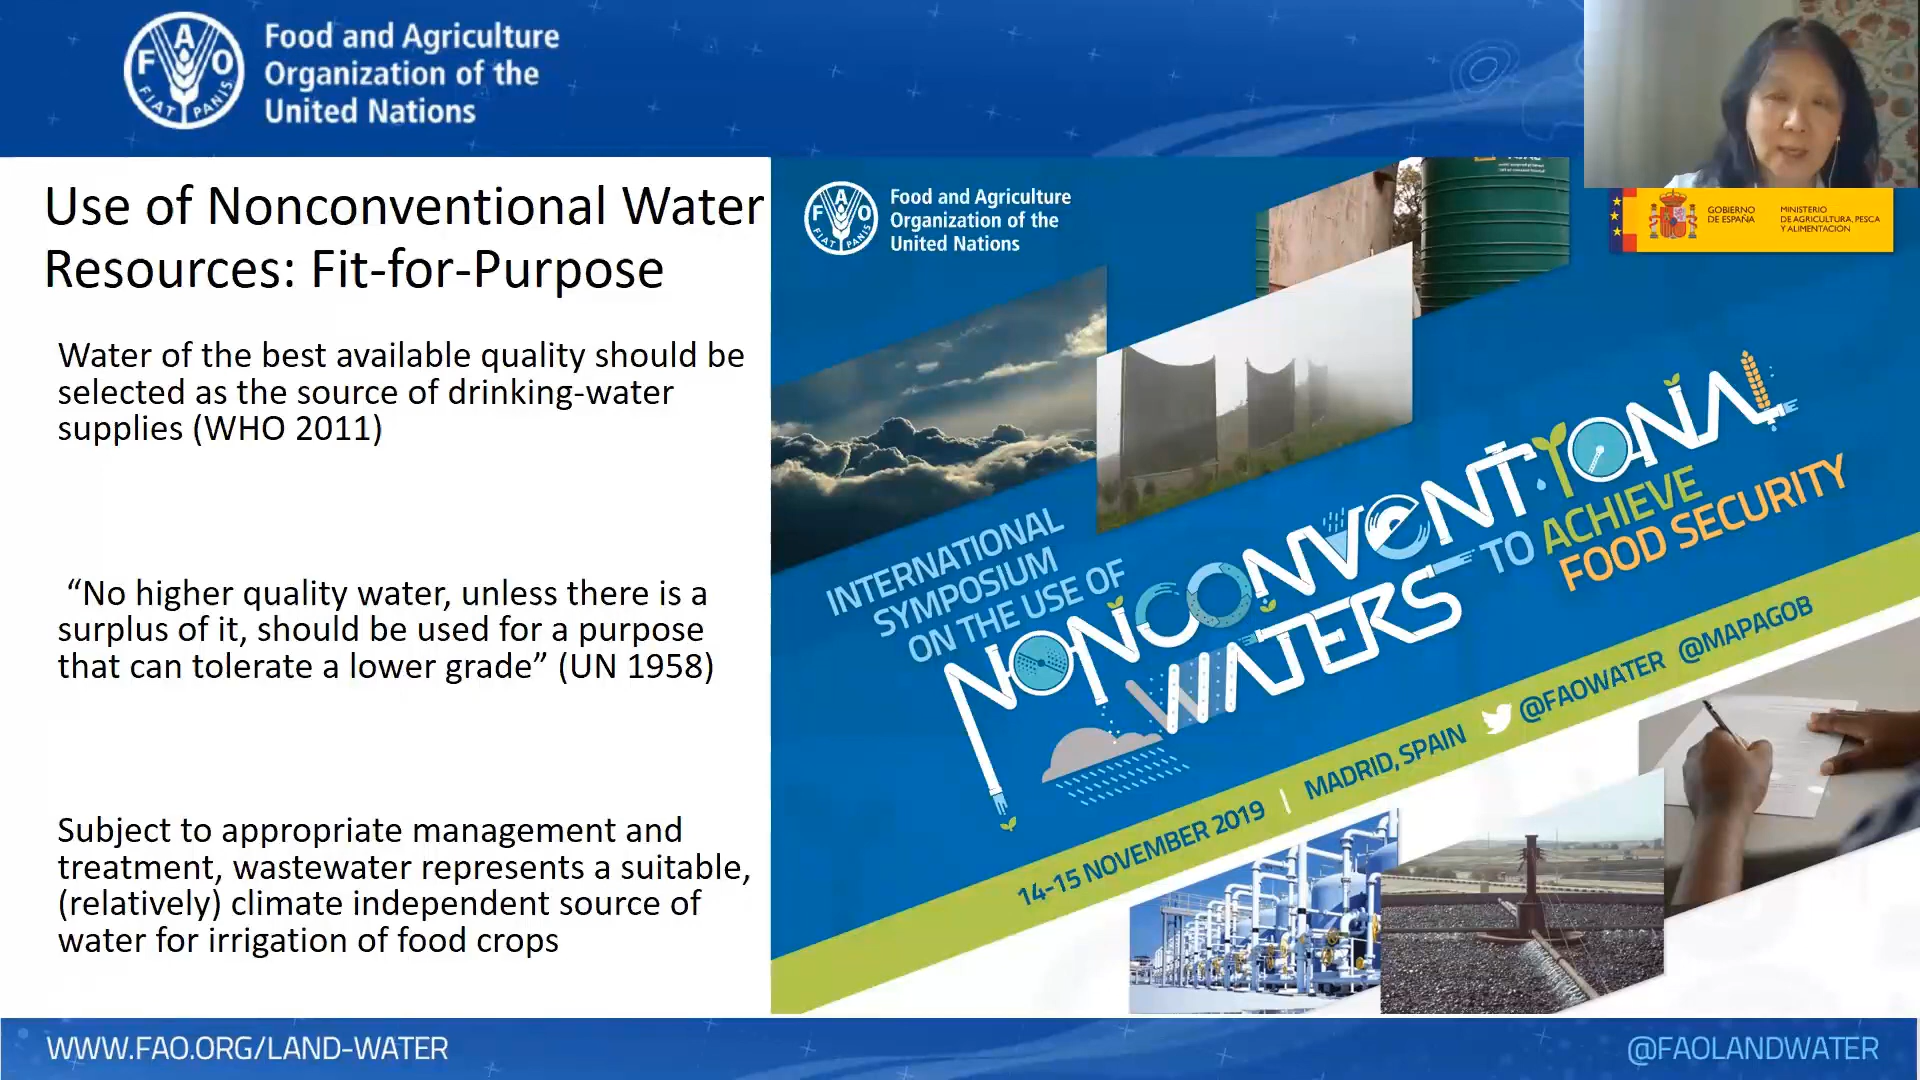 FAO
FIAT PANIS
Food and Agriculture
Organization of the
United Nations
Use of Nonconventional Water
Resources: Fit-for-Purpose
Water of the best available quality should be
selected as the source of drinking-water
supplies (WHO 2011)
“No higher quality water, unless there is a
surplus of it, should be used for a purpose
that can tolerate a lower grade” (UN 1958)
Subject to appropriate management and
treatment, wastewater represents a suitable,
(relatively) climate independent source of
water for irrigation of food crops
FAO
FIAT PANIS
Food and Agriculture
Organization of the
United Nations
GOBIERNO
DE ESPAÑA
MINISTERIO
DE AGRICULTURA, PESCA
Y ALIMENTACIÓN
INTERNATIONAL
SYMPOSIUM
ON THE USE OF
NONCONVENTIONAL
WATERS
TO ACHIEVE
FOOD SECURITY
14-15 NOVEMBER 2019 | MADRID, SPAIN @FAOWATER @MAPAGOB
WWW.FAO.ORG/LAND-WATER
@FAOLANDWATER